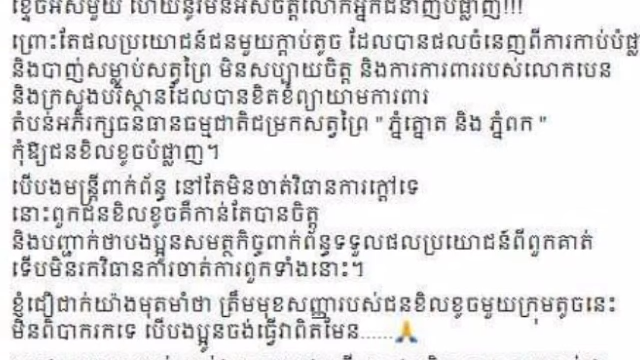 ខ្ទេចអស់មួយ ហើយនូវមិនអស់ចិត្តលោកអ្នកជំនាញបំផ្លាញ!!!
ព្រោះតែផលប្រយោជន៍ជនមួយក្តាប់តូច ដែលបានផលចំនេញពីការកាប់បំផ្លា
និងបាញ់សម្លាប់សត្វព្រៃ មិនសប្បាយចិត្ត និងការការពាររបស់លោកបេន
និងក្រសួងបរិស្ថានដែលបានខិតខំព្យាយាមការពារ
តំបន់អភិរក្សធនធានធម្មជាតិជម្រកសត្វព្រៃ " ភ្នំត្នោត និង ភ្នំពក "
កុំឱ្យជនខិលខូចបំផ្លាញ។
បើបងមន្ត្រីពាក់ព័ន្ធ នៅតែមិនចាត់វិធានការក្តៅទេ
នោះពួកជនខិលខូចគឺកាន់តែបានចិត្ត
និងបញ្ជាក់ថាបងប្អូនសមត្ថកិច្ចពាក់ព័ន្ធទទួលផលប្រយោជន៍ពីពួកគាត់
ទើបមិនរកវិធានការចាត់ការពួកទាំងនោះ។
ខ្ញុំជឿជាក់យ៉ាងមុតមាំថា ត្រឹមមុខសញ្ញារបស់ជនខិលខូចមួយក្រុមតូចនេះ
មិនពិបាករកទេ បើបងប្អូនចង់ធ្វើវាពិតមែន......🙏